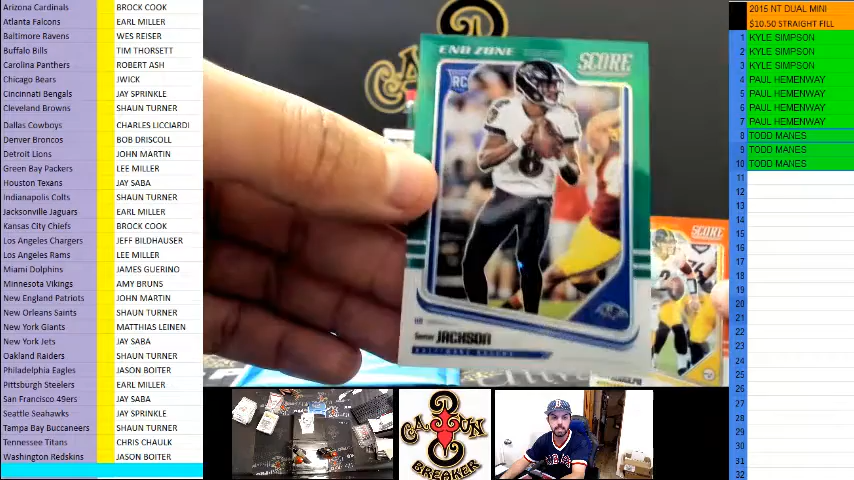 Arizona Cardinals BROCK COOK
Atlanta Falcons EARL MILLER
Baltimore Ravens WES REISER
Buffalo Bills TIM THORSETT
Carolina Panthers ROBERT ASH
Chicago Bears JWICK
Cincinnati Bengals JAY SPRINKLE
Cleveland Browns SHAUN TURNER
Dallas Cowboys CHARLES LICCIARDI
Denver Broncos BOB DRISCOLL
Detroit Lions JOHN MARTIN
Green Bay Packers LEE MILLER
Houston Texans JAY SABA
Indianapolis Colts SHAUN TURNER
Jacksonville Jaguars EARL MILLER
Kansas City Chiefs BROCK COOK
Los Angeles Chargers JEFF BILDHAUSER
Los Angeles Rams LEE MILLER
Miami Dolphins JAMES GUERINO
Minnesota Vikings AMY BRUNS
New England Patriots JOHN MARTIN
New Orleans Saints SHAUN TURNER
New York Giants MATTHIAS LEINEN
New York Jets JAY SABA
Oakland Raiders SHAUN TURNER
Philadelphia Eagles JASON BOITER
Pittsburgh Steelers EARL MILLER
San Francisco 49ers JAY SABA
Seattle Seahawks JAY SPRINKLE
Tampa Bay Buccaneers SHAUN TURNER
Tennessee Titans CHRIS CHAULK
Washington Redskins JASON BOITER
END ZONE
SCORE
RC
8
JACKSON
SCORE
CAJUN
BREAKER
2015 NT DUAL MINI
$10.50 STRAIGHT FILL
1 KYLE SIMPSON
2 KYLE SIMPSON
3 KYLE SIMPSON
4 PAUL HEMENWAY
5 PAUL HEMENWAY
6 PAUL HEMENWAY
7 PAUL HEMENWAY
8 TODD MANES
9 TODD MANES
10 TODD MANES
11
12
13
14
15
16
17
18
19
20
21
22
23
24
25
26
27
28
29
30
31
32